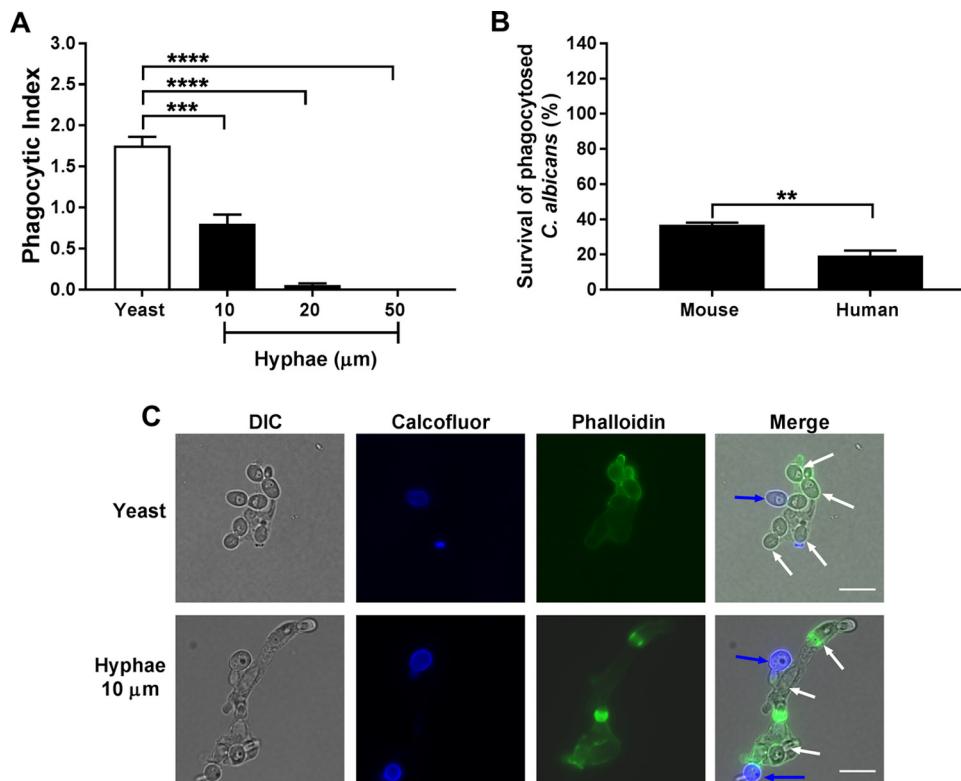 A
3.0
2.5
2.0
1.5
1.0
0.5
0.0
Phagocytic Index
****
****
***
Yeast 10 20 50
Hyphae (μm)
B
140
120
100
80
60
40
20
0
Survival of phagocytosed
C. albicans (%)
**
Mouse Human
C
DIC Calcofluor Phalloidin Merge
Yeast
Hyphae
10 μm